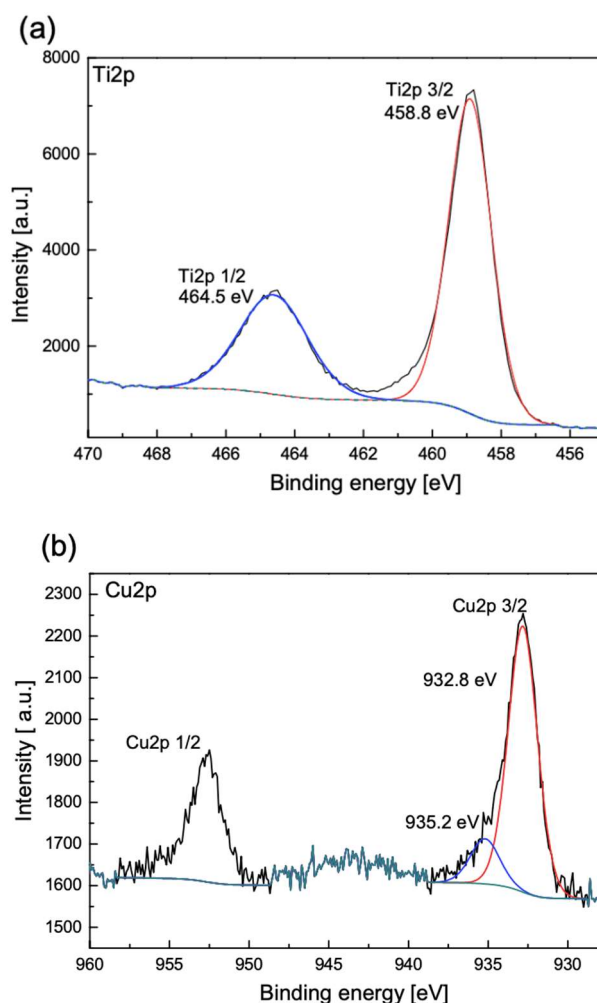 (a)
8000
Ti2p
Ti2p 3/2
458.8 eV
6000
Intensity [a.u.]
4000
Ti2p 1/2
464.5 eV
2000
470 468 466 464 462 460 458 456
Binding energy [eV]
(b)
2300
Cu2p
Cu2p 3/2
2200
932.8 eV
2100
Intensity [ a.u.]
2000
1900
Cu2p 1/2
1800
1700
935.2 eV
1600
1500
960 955 950 945 940 935 930
Binding energy [eV]